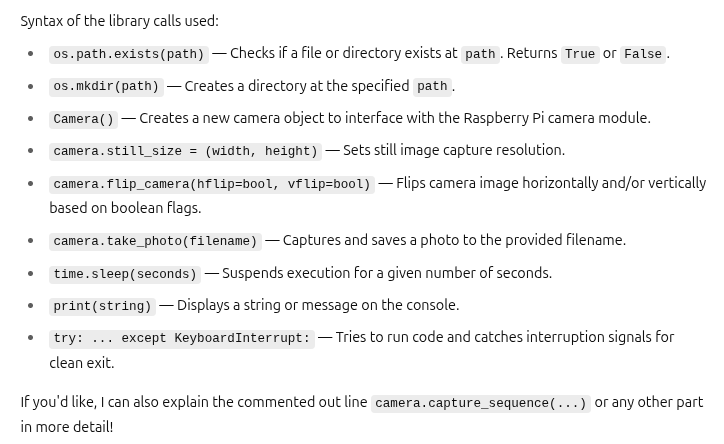 Syntax of the library calls used:
• os.path.exists(path) — Checks if a file or directory exists at path. Returns True or False.
• os.mkdir(path) — Creates a directory at the specified path.
• Camera() — Creates a new camera object to interface with the Raspberry Pi camera module.
• camera.still_size = (width, height) — Sets still image capture resolution.
• camera.flip_camera(hflip=bool, vflip=bool) — Flips camera image horizontally and/or vertically
based on boolean flags.
• camera.take_photo(filename) — Captures and saves a photo to the provided filename.
• time.sleep(seconds) — Suspends execution for a given number of seconds.
• print(string) — Displays a string or message on the console.
• try: ... except KeyboardInterrupt: — Tries to run code and catches interruption signals for
clean exit.
If you'd like, I can also explain the commented out line camera.capture_sequence(...) or any other part
in more detail!